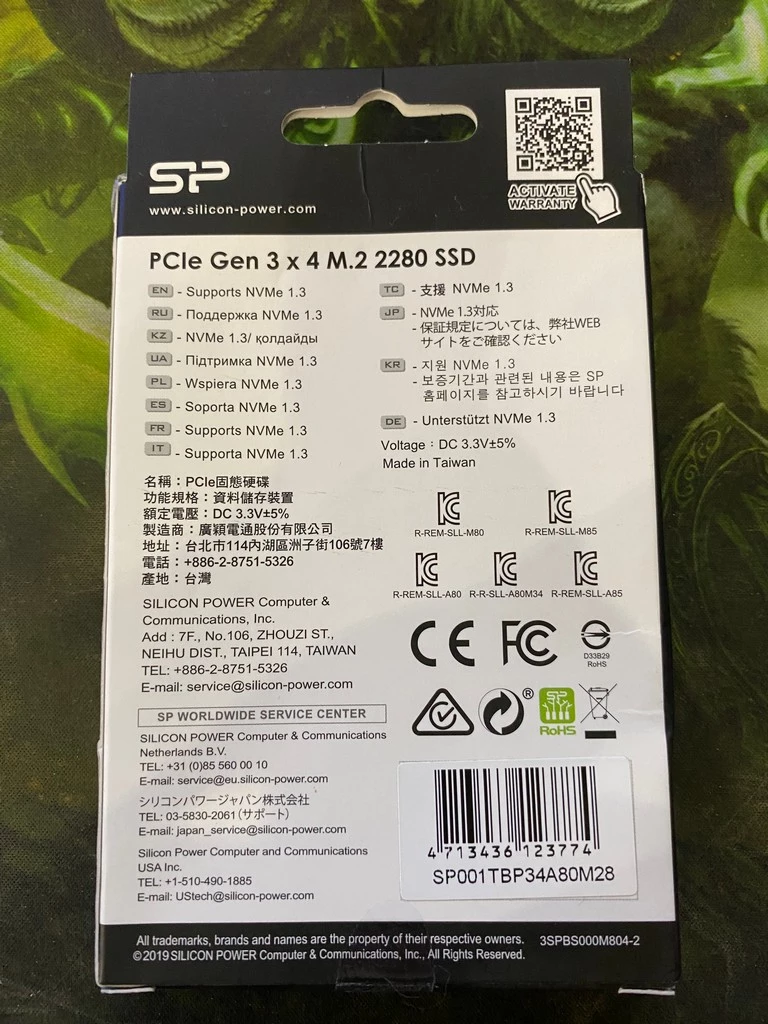 SP
www.silicon-power.com
ACTIVATE
WARRANTY
PCIe Gen 3 x 4 M.2 2280 SSD
EN - Supports NVMe 1.3
RU - Поддержка NVMe 1.3
KZ - NVMe 1.3/ қолдайды
UA - Підтримка NVMe 1.3
PL - Wspiera NVMe 1.3
ES - Soporta NVMe 1.3
FR - Supports NVMe 1.3
IT - Supporta NVMe 1.3
TC - 支援 NVMe 1.3
JP - NVMe 1.3対応
- 保証規定については、弊社WEB
サイトをご確認ください
KR - 지원 NVMe 1.3
- 보증기간과 관련된 내용은 SP
홈페이지를 참고하시기 바랍니다
DE - Unterstützt NVMe 1.3
Voltage : DC 3.3V±5%
Made in Taiwan
名稱：PCIe固態硬碟
功能規格：資料儲存裝置
額定電壓：DC 3.3V±5%
製造商：廣穎電通股份有限公司
地址：台北市114內湖區洲子街106號7樓
電話：+886-2-8751-5326
產地：台灣
SILICON POWER Computer &
Communications, Inc.
Add : 7F., No.106, ZHOUZI ST.,
NEIHU DIST., TAIPEI 114, TAIWAN
TEL: +886-2-8751-5326
E-mail: service@silicon-power.com
SP WORLDWIDE SERVICE CENTER
SILICON POWER Computer & Communications
Netherlands B.V.
TEL: +31 (0)85 560 00 10
E-mail: service@eu.silicon-power.com
シリコンパワージャパン株式会社
TEL: 03-5830-2061 (サポート)
E-mail: japan_service@silicon-power.com
Silicon Power Computer and Communications
USA Inc.
TEL: +1-510-490-1885
E-mail: UStech@silicon-power.com
R-REM-SLL-M80
R-REM-SLL-M85
R-REM-SLL-A80
R-R-SLL-A80M34
R-REM-SLL-A85
CE
FC
D33B29
RoHS
®
SP
RoHS
4 713436 123774
SP001TBP34A80M28
All trademarks, brands and names are the property of their respective owners.
3SPBS000M804-2
©2019 SILICON POWER Computer & Communications, Inc., All Rights Reserved.